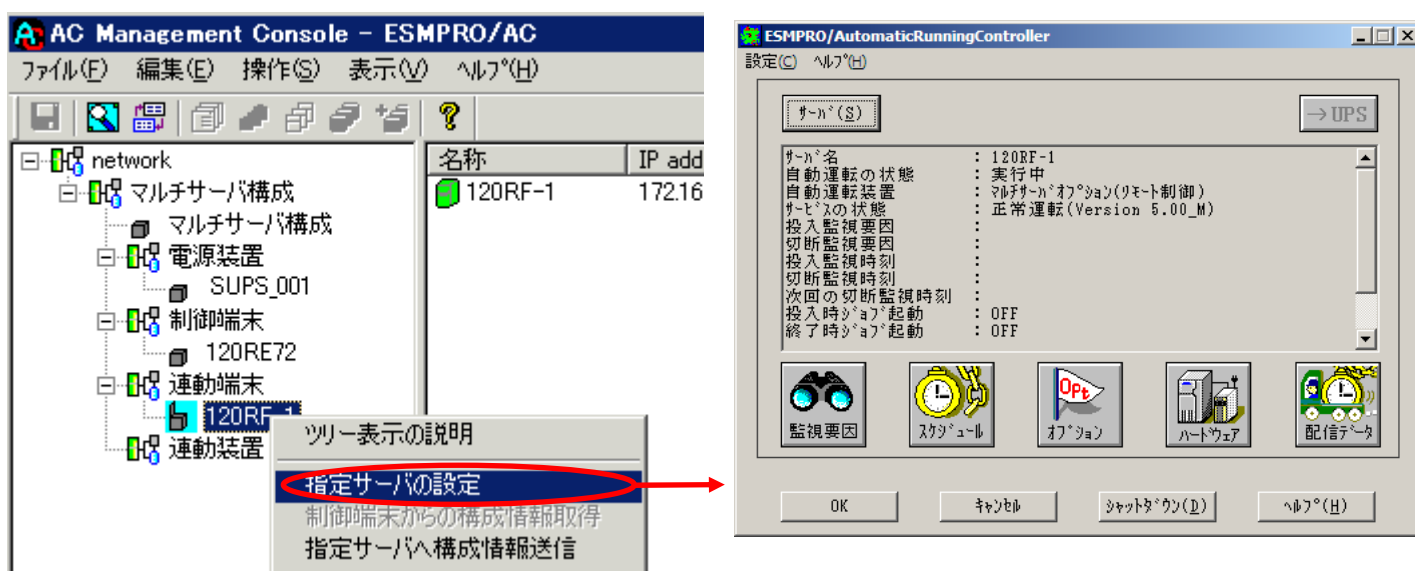 AC Management Console – ESMPRO/AC
ファイル(F) 編集(E) 操作(S) 表示(V) ヘルプ(H)
network
マルチサーバ構成
マルチサーバ構成
電源装置
SUPS_001
制御端末
120RE72
連動端末
120RF-1
連動装置
名称 IP add
120RF-1 172.16
ツリー表示の説明
指定サーバの設定
制御端末からの構成情報取得
指定サーバへ構成情報送信
ESMPRO/AutomaticRunningController
設定(C) ヘルプ(H)
サーバ(S) →UPS
サーバ名 : 120RF-1
自動運転の状態 : 実行中
自動運転装置 : マルチサーバオプション(リモート制御)
サービスの状態 : 正常運転(Version 5.00_M)
投入監視要因 :
切断監視要因 :
投入監視時刻 :
切断監視時刻 :
次回の切断監視時刻 :
投入時ジョブ起動 : OFF
終了時ジョブ起動 : OFF
Opt
監視要因 スケジュール オプション ハードウェア 配信データ
OK キャンセル シャットダウン(D) ヘルプ(H)